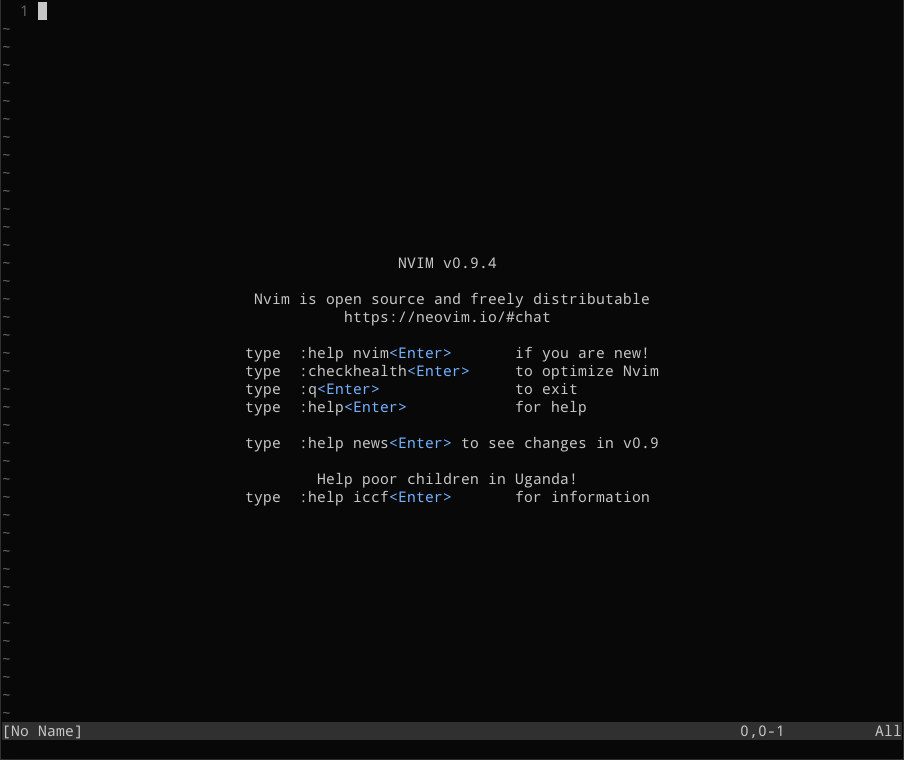 1
~
~
~
~
~
~
~
~
~
~
~
~
~
~ NVIM v0.9.4
~
~ Nvim is open source and freely distributable
~ https://neovim.io/#chat
~
~ type  :help nvim<Enter>       if you are new!
~ type  :checkhealth<Enter>     to optimize Nvim
~ type  :q<Enter>               to exit
~ type  :help<Enter>            for help
~
~ type  :help news<Enter> to see changes in v0.9
~
~ Help poor children in Uganda!
~ type  :help iccf<Enter>       for information
~
~
~
~
~
~
~
~
~
~
~
~
[No Name] 0,0-1 All